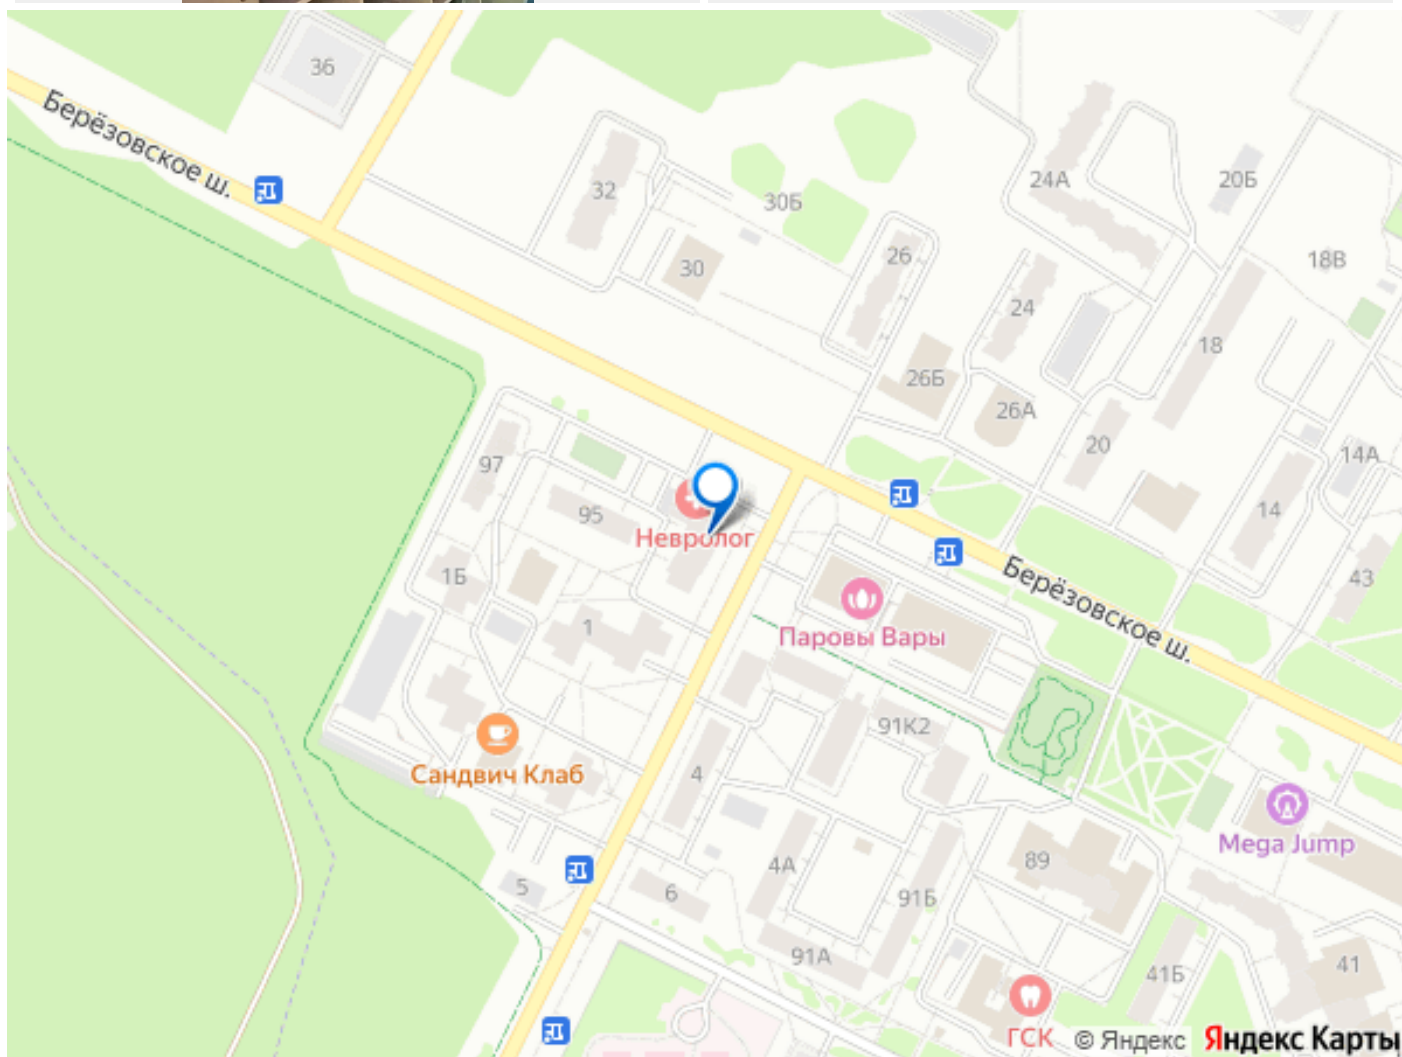 36
Берёзовское ш.
32
30Б
24А
20Б
30
26
18В
24
18
26Б
26А
97
20
14А
95
14
Невролог
1Б
43
Берёзовское ш.
1
Паровы Вары
91К2
Сандвич Клаб
4
Mega Jump
4А
89
5
6
91Б
91А
41Б
41
ГСК
© Яндекс
Яндекс Карты